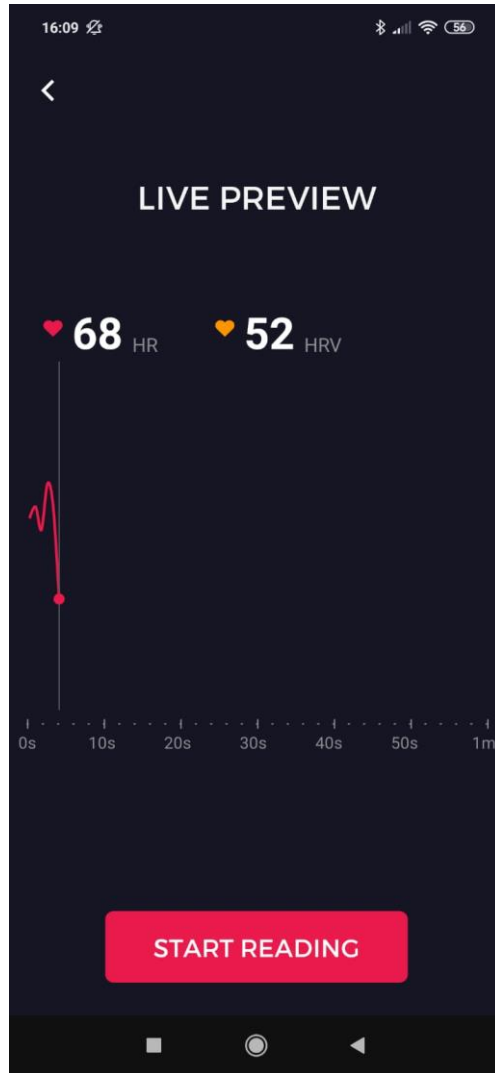 16:09 56
LIVE PREVIEW
68 HR 52 HRV
0s 10s 20s 30s 40s 50s 1m
START READING